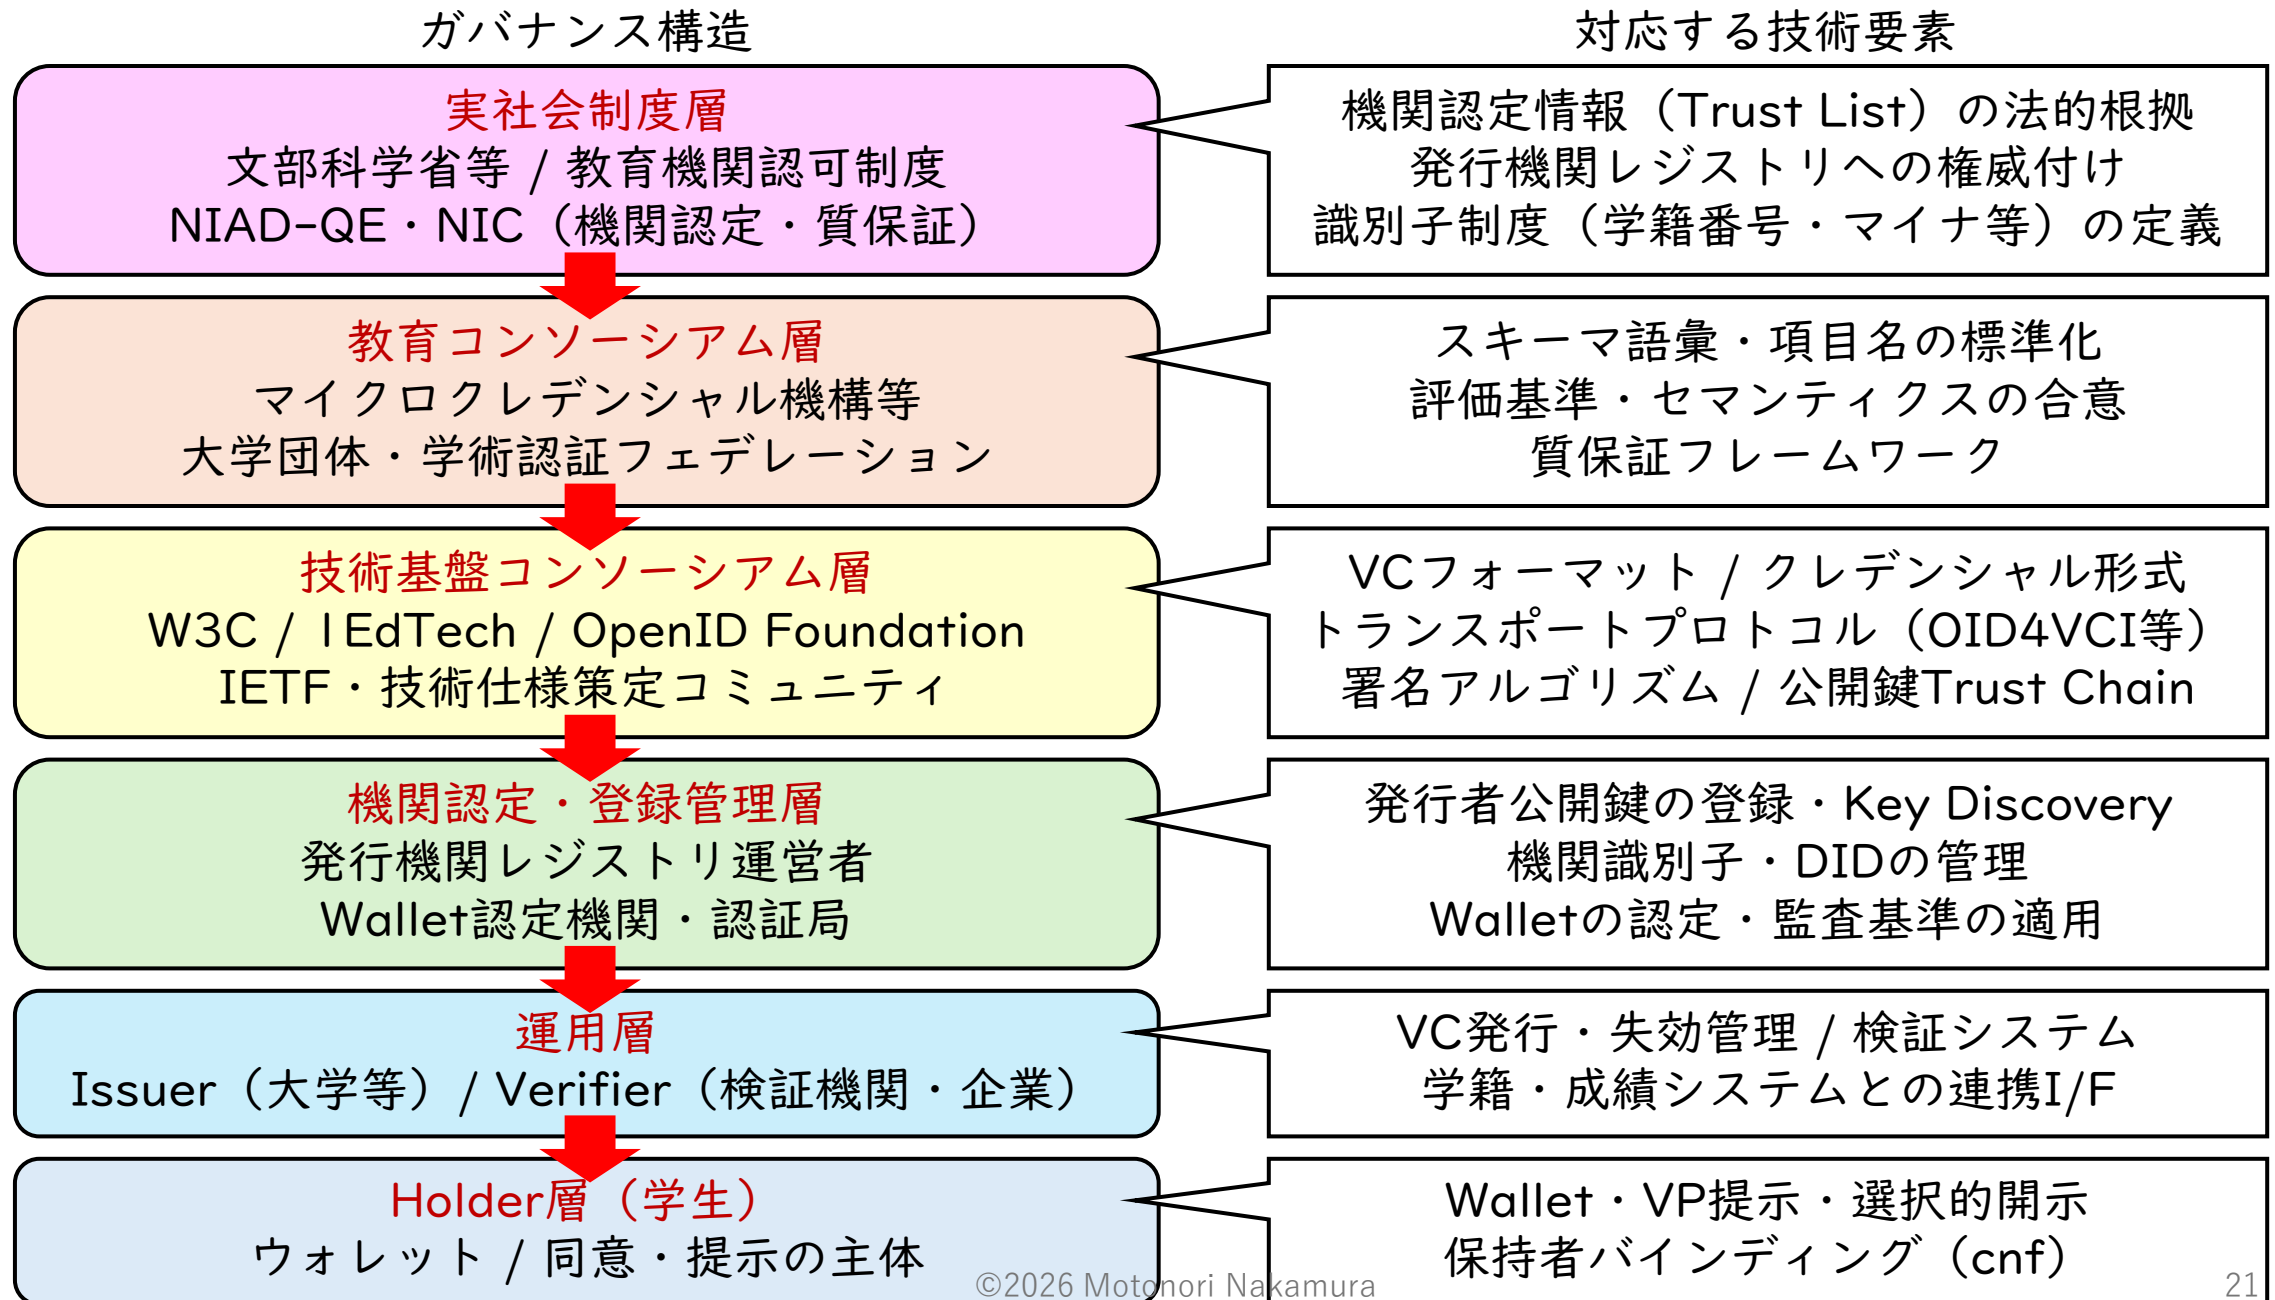 ガバナンス構造
対応する技術要素
実社会制度層
文部科学省等 / 教育機関認可制度
NIAD-QE・NIC（機関認定・質保証）
機関認定情報（Trust List）の法的根拠
発行機関レジストリへの権威付け
識別子制度（学籍番号・マイナ等）の定義
教育コンソーシアム層
マイクロクレデンシャル機構等
大学団体・学術認証フェデレーション
スキーマ語彙・項目名の標準化
評価基準・セマンティクスの合意
質保証フレームワーク
技術基盤コンソーシアム層
W3C / 1EdTech / OpenID Foundation
IETF・技術仕様策定コミュニティ
VCフォーマット / クレデンシャル形式
トランスポートプロトコル（OID4VCI等）
署名アルゴリズム / 公開鍵Trust Chain
機関認定・登録管理層
発行機関レジストリ運営者
Wallet認定機関・認証局
発行者公開鍵の登録・Key Discovery
機関識別子・DIDの管理
Walletの認定・監査基準の適用
運用層
Issuer（大学等）/ Verifier（検証機関・企業）
VC発行・失効管理 / 検証システム
学籍・成績システムとの連携I/F
Holder層（学生）
ウォレット / 同意・提示の主体
Wallet・VP提示・選択的開示
保持者バインディング（cnf）
©2026 Motonori Nakamura
21